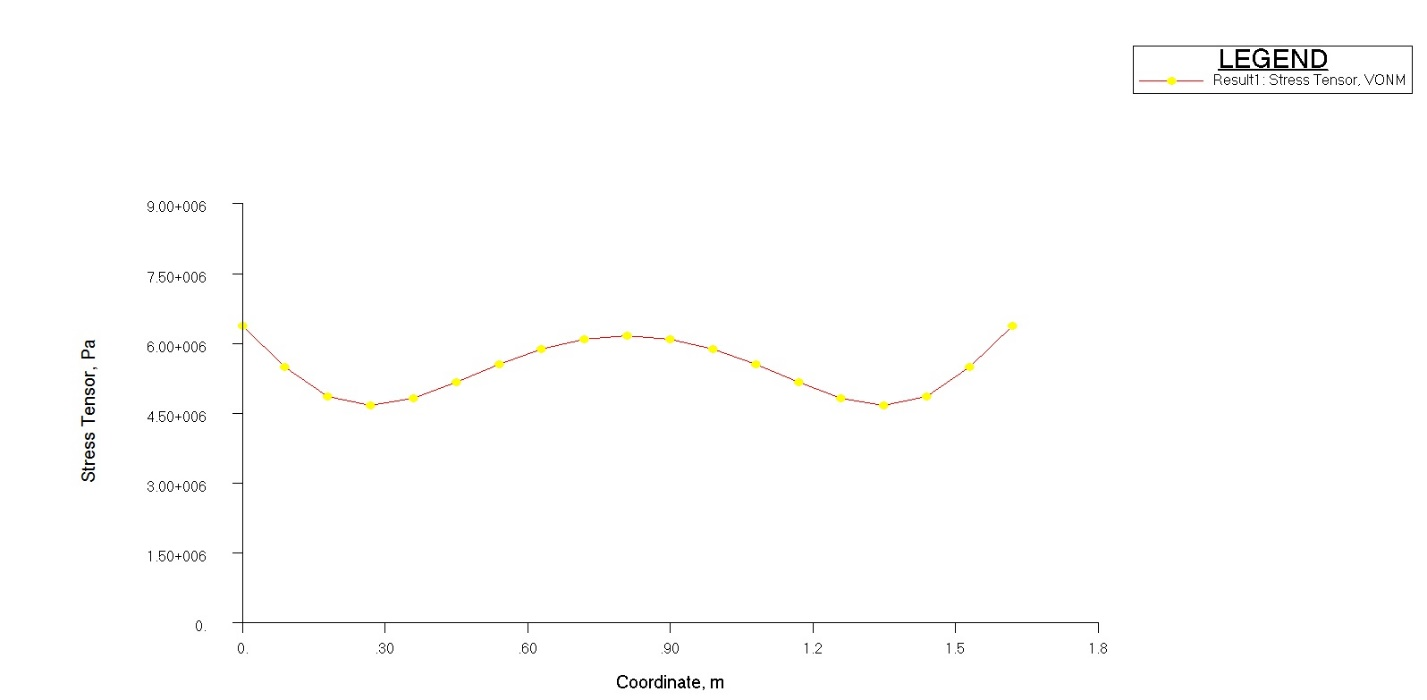 LEGEND
Result1: Stress Tensor, VONM
9.00+006
7.50+006
6.00+006
4.50+006
3.00+006
1.50+006
0.
Stress Tensor, Pa
0. .30 .60 .90 1.2 1.5 1.8
Coordinate, m